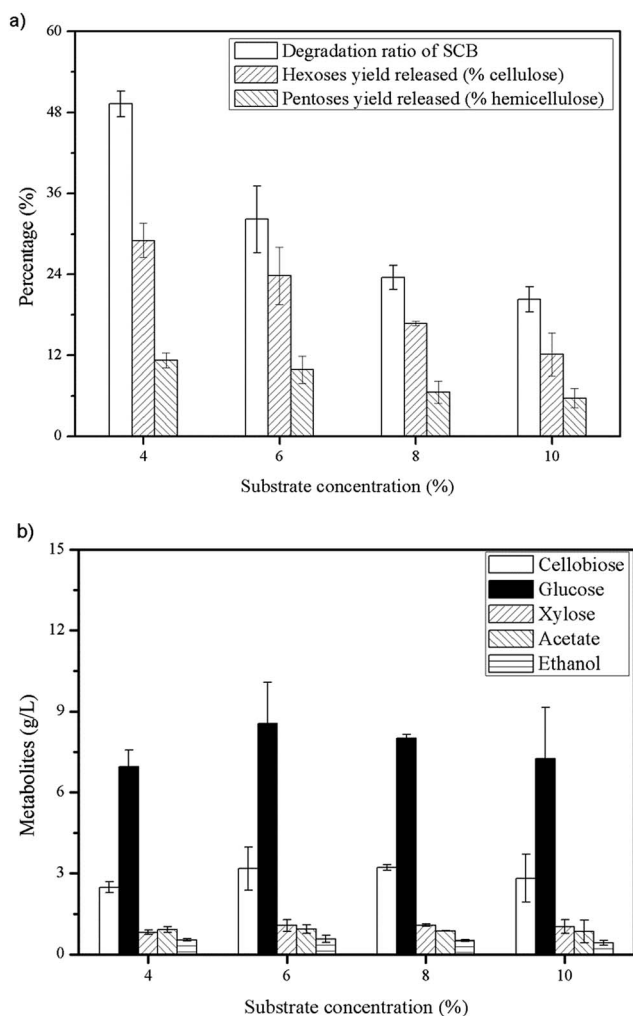 a)
60
48
36
24
12
0
Percentage (%)
Degradation ratio of SCB
Hexoses yield released (% cellulose)
Pentoses yield released (% hemicellulose)
4 6 8 10
Substrate concentration (%)
b)
15
12
9
6
3
0
Metabolites (g/L)
Cellobiose
Glucose
Xylose
Acetate
Ethanol
4 6 8 10
Substrate concentration (%)